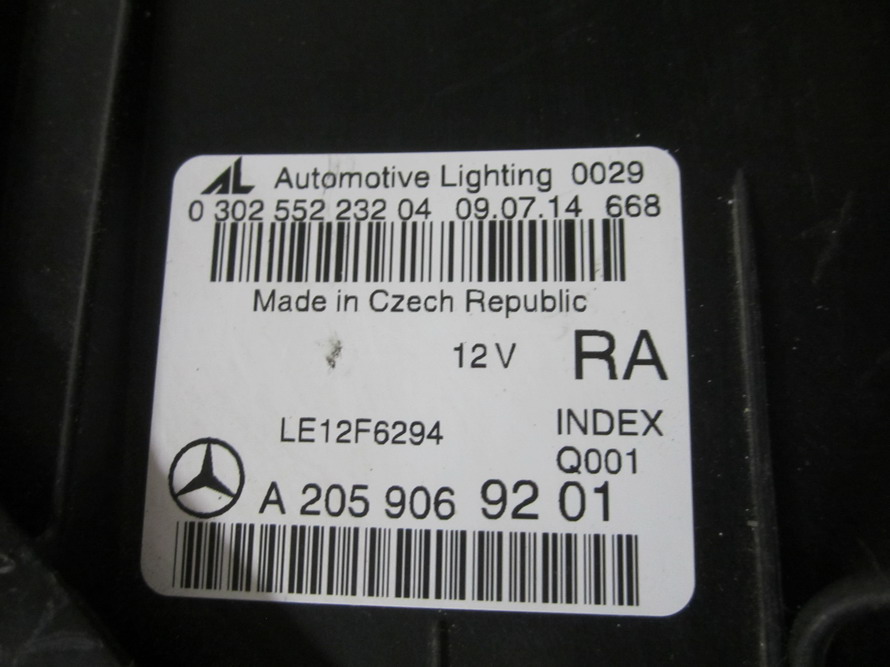 AL Automotive Lighting 0029
0 302 552 232 04 09.07.14 668
Made in Czech Republic
12V RA
LE12F6294 INDEX
Q001
A 205 906 92 01